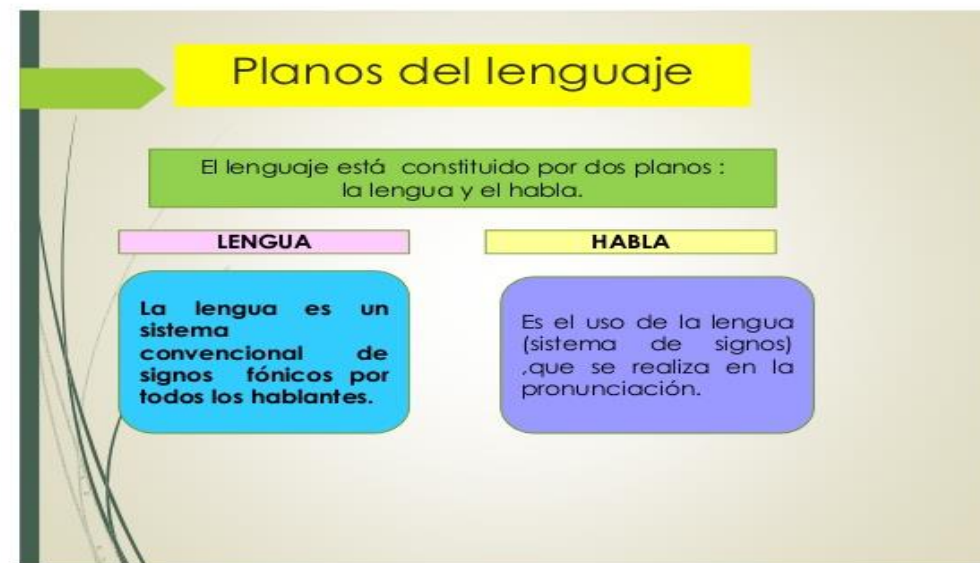 Planos del lenguaje
El lenguaje está constituido por dos planos :
la lengua y el habla.
LENGUA
HABLA
La lengua es un
sistema
convencional de
signos fónicos por
todos los hablantes.
Es el uso de la lengua
(sistema de signos)
,que se realiza en la
pronunciación.